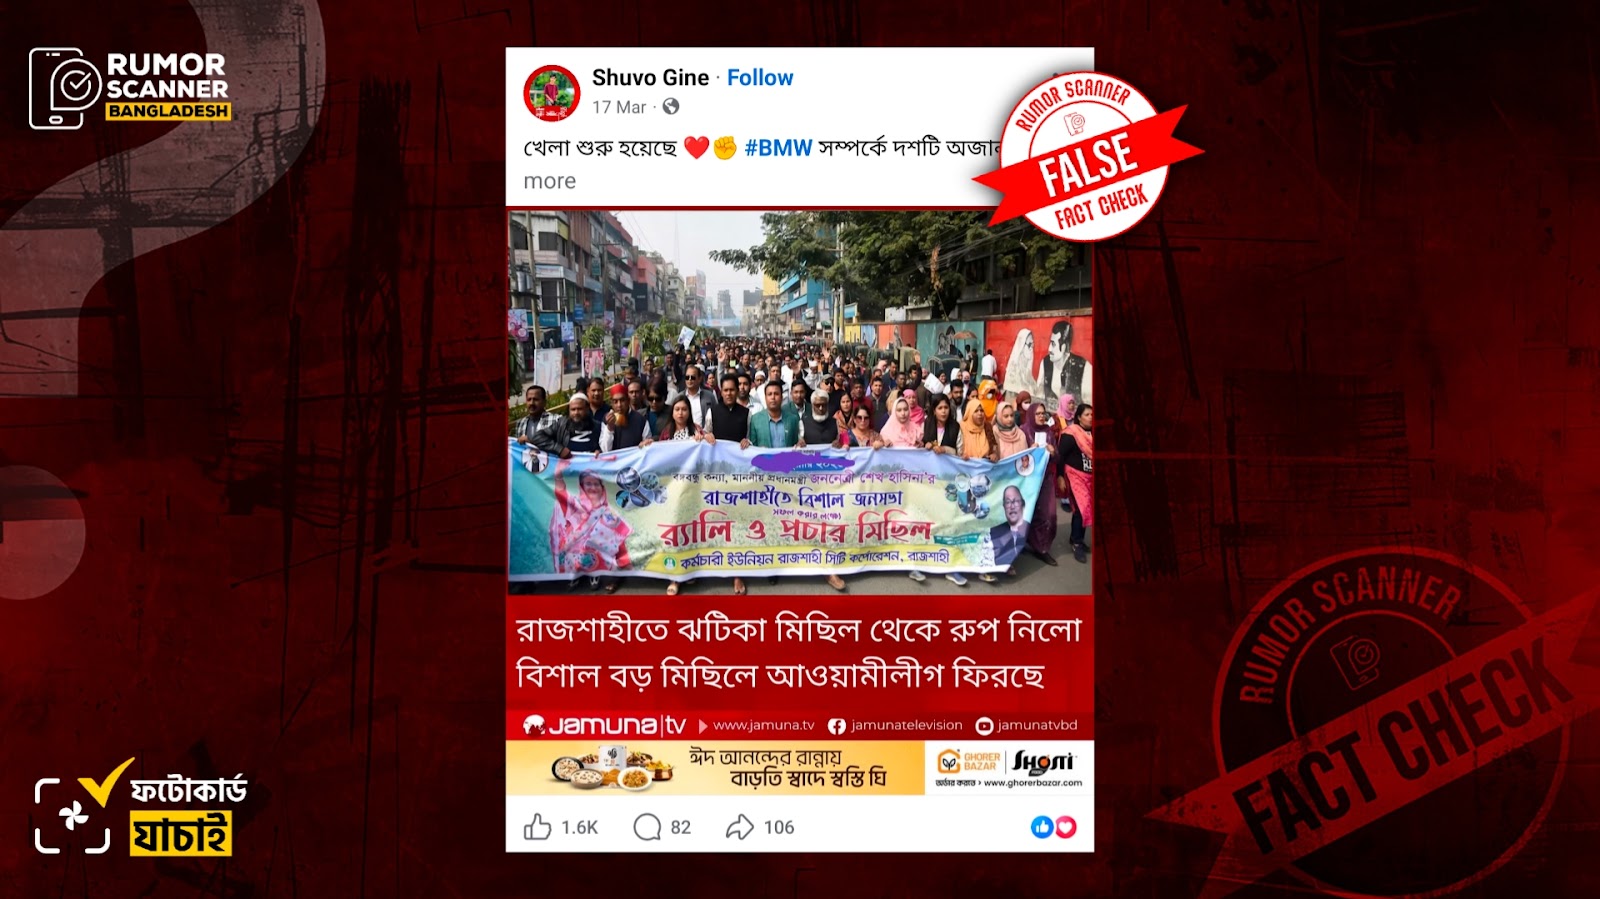 RUMOR
SCANNER
BANGLADESH
Shuvo Gine · Follow
17 Mar ·
খেলা শুরু হয়েছে ❤️✊ #BMW সম্পর্কে দশটি
more
RUMOR SCANNER
FALSE
FACT CHECK
বঙ্গবন্ধু কন্যা, মাননীয় প্রধানমন্ত্রী জননেত্রী শেখ হাসিনা'র
রাজশাহীতে বিশাল জনসভা
সফল করার লক্ষ্যে
র‍্যালি ও প্রচার মিছিল
কর্মচারী ইউনিয়ন রাজশাহী সিটি কর্পোরেশন, রাজশাহী
রাজশাহীতে ঝটিকা মিছিল থেকে রুপ নিলো
বিশাল বড় মিছিলে আওয়ামীলীগ ফিরছে
JAMUNA|tv www.jamuna.tv jamunatelevision jamunatvbd
ঈদ আনন্দের রান্নায়
বাড়তি স্বাদে স্বস্তি ঘি
GHORER
BAZAR
অর্ডার করতে › www.ghorerbazar.com
1.6K 82 106
ফটোকার্ড
যাচাই
RUMOR SCANNER
FACT CHECK